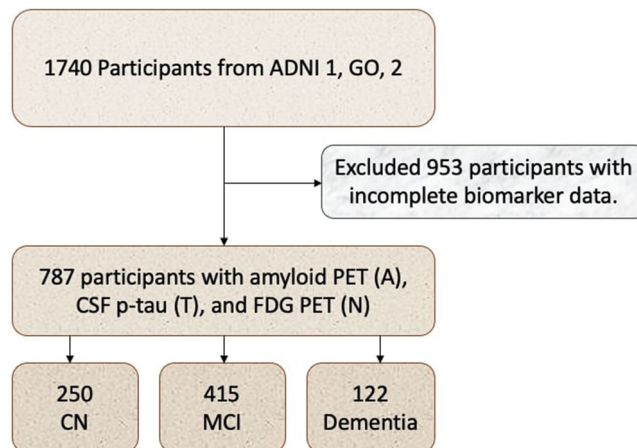 1740 Participants from ADNI 1, GO, 2
Excluded 953 participants with
incomplete biomarker data.
787 participants with amyloid PET (A),
CSF p-tau (T), and FDG PET (N)
250
CN
415
MCI
122
Dementia